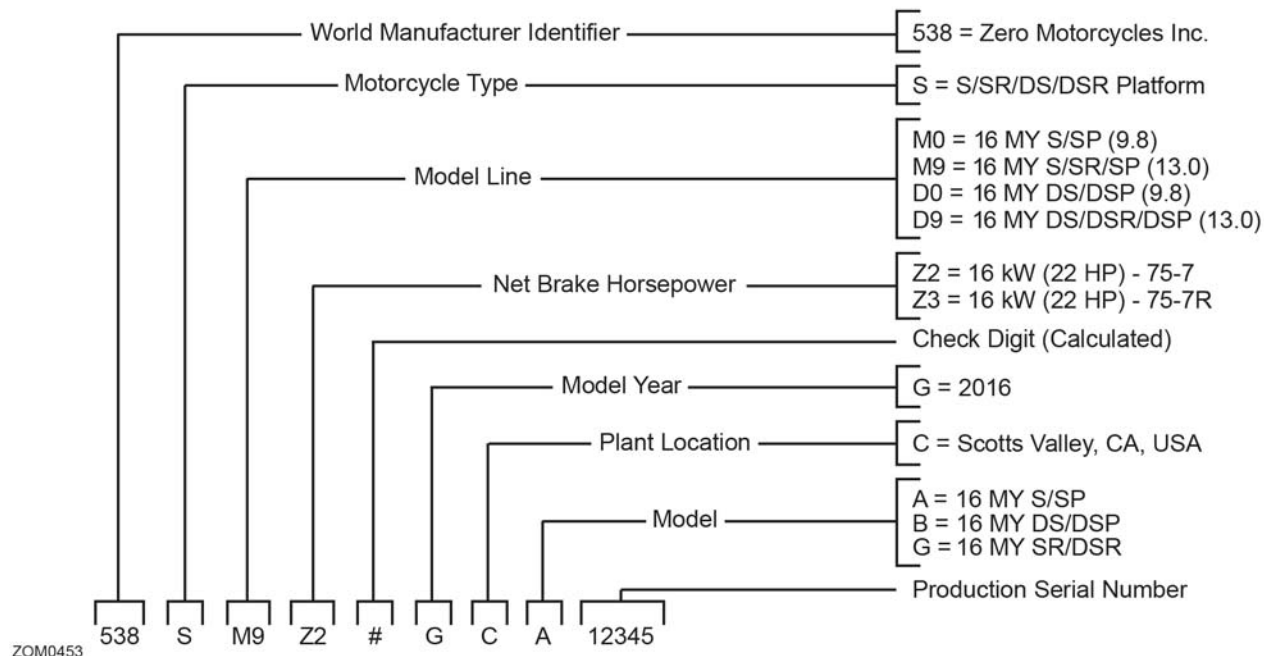 World Manufacturer Identifier
538 = Zero Motorcycles Inc.
Motorcycle Type
S = S/SR/DS/DSR Platform
Model Line
M0 = 16 MY S/SP (9.8)
M9 = 16 MY S/SR/SP (13.0)
D0 = 16 MY DS/DSP (9.8)
D9 = 16 MY DS/DSR/DSP (13.0)
Net Brake Horsepower
Z2 = 16 kW (22 HP) - 75-7
Z3 = 16 kW (22 HP) - 75-7R
Check Digit (Calculated)
Model Year
G = 2016
Plant Location
C = Scotts Valley, CA, USA
Model
A = 16 MY S/SP
B = 16 MY DS/DSP
G = 16 MY SR/DSR
Production Serial Number
538 S M9 Z2 # G C A 12345
ZOM0453